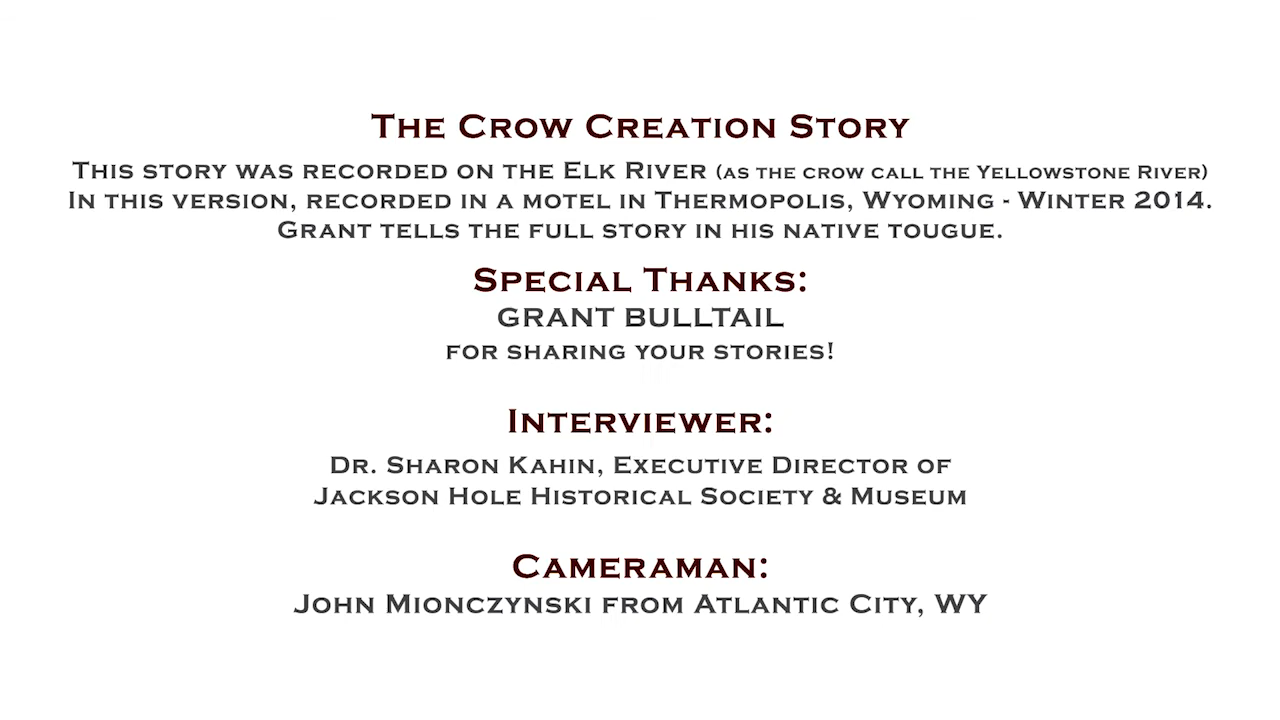 The Crow Creation Story
This story was recorded on the Elk River (as the crow call the Yellowstone River)
In this version, recorded in a motel in Thermopolis, Wyoming - Winter 2014.
Grant tells the full story in his native tougue.
Special Thanks:
GRANT BULLTAIL
for sharing your stories!
Interviewer:
Dr. Sharon Kahin, Executive Director of
Jackson Hole Historical Society & Museum
Cameraman:
John Mionczynski from Atlantic City, WY